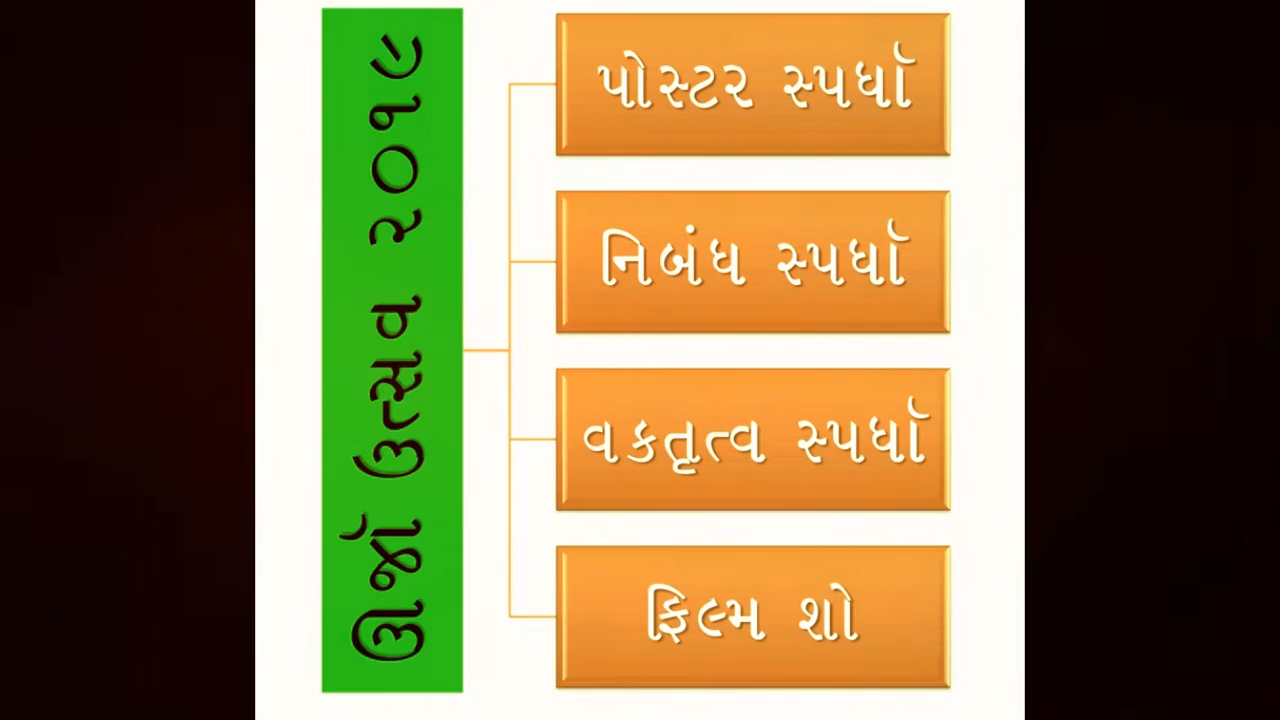 ઊર્જા ઉત્સવ ૨૦૧૯
પોસ્ટર સ્પર્ધા
નિબંધ સ્પર્ધા
વકતૃત્વ સ્પર્ધા
ફિલ્મ શો